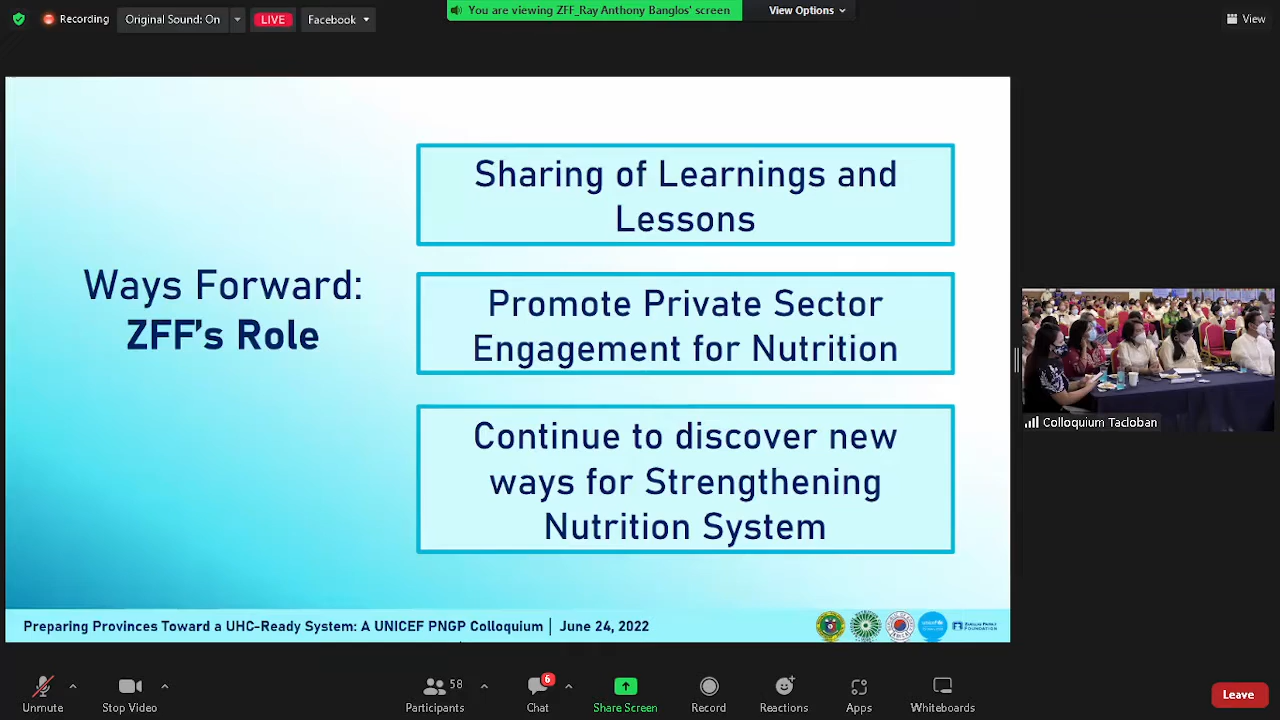 Recording
Original Sound: On
LIVE
Facebook
You are viewing ZFF_Ray Anthony Banglos' screen
View Options
View
Ways Forward:
ZFF's Role
Sharing of Learnings and
Lessons
Promote Private Sector
Engagement for Nutrition
Continue to discover new
ways for Strengthening
Nutrition System
Preparing Provinces Toward a UHC-Ready System: A UNICEF PNGP Colloquium | June 24, 2022
unicef
Colloquium Tacloban
Unmute
Stop Video
58
Participants
6
Chat
Share Screen
Record
Reactions
Apps
Whiteboards
Leave